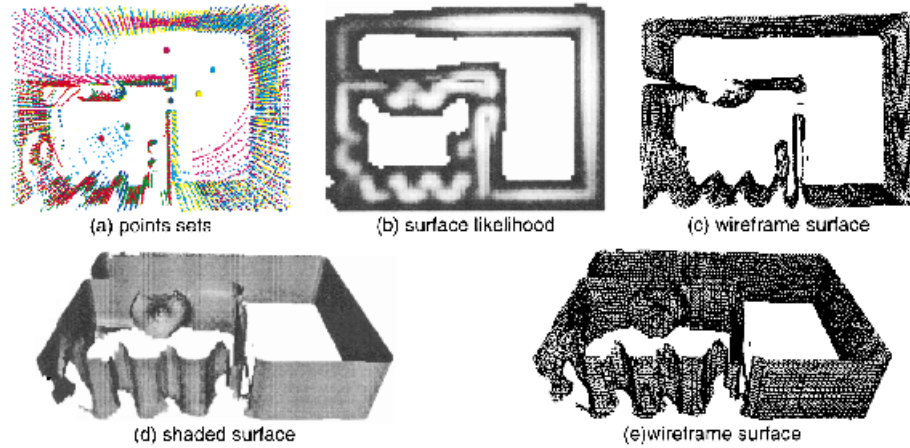 (a) points sets
(b) surface likelihood
(c) wireframe surface
(d) shaded surface
(e)wireframe surface